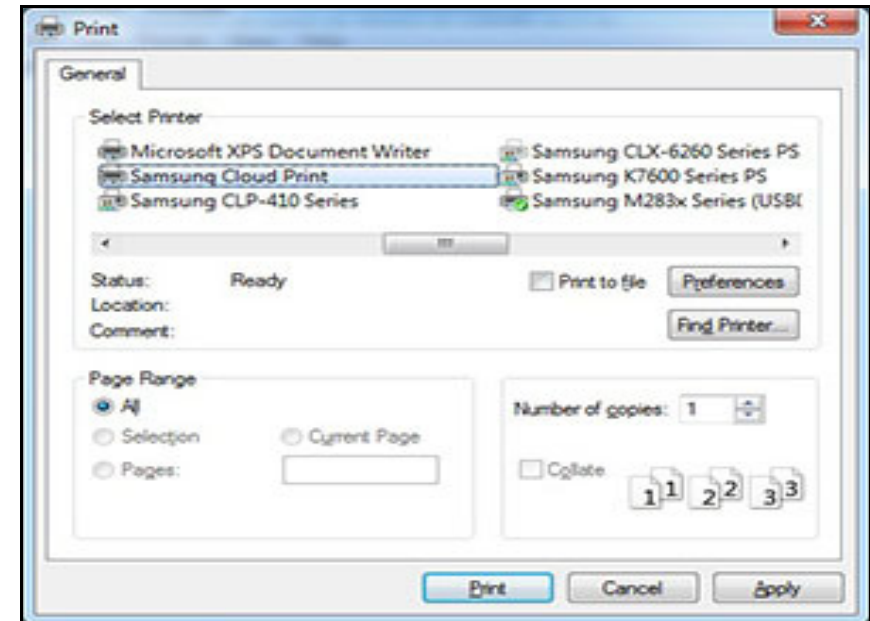 Print
General
Select Printer
Microsoft XPS Document Writer
Samsung Cloud Print
Samsung CLP-410 Series
Samsung CLX-6260 Series PS
Samsung K7600 Series PS
Samsung M283x Series (USB
Status: Ready
Location:
Comment:
Print to file
Preferences
Find Printer...
Page Range
All
Selection
Current Page
Pages:
Number of copies: 1
Collate
1 1 2 2 3 3
Print
Cancel
Apply